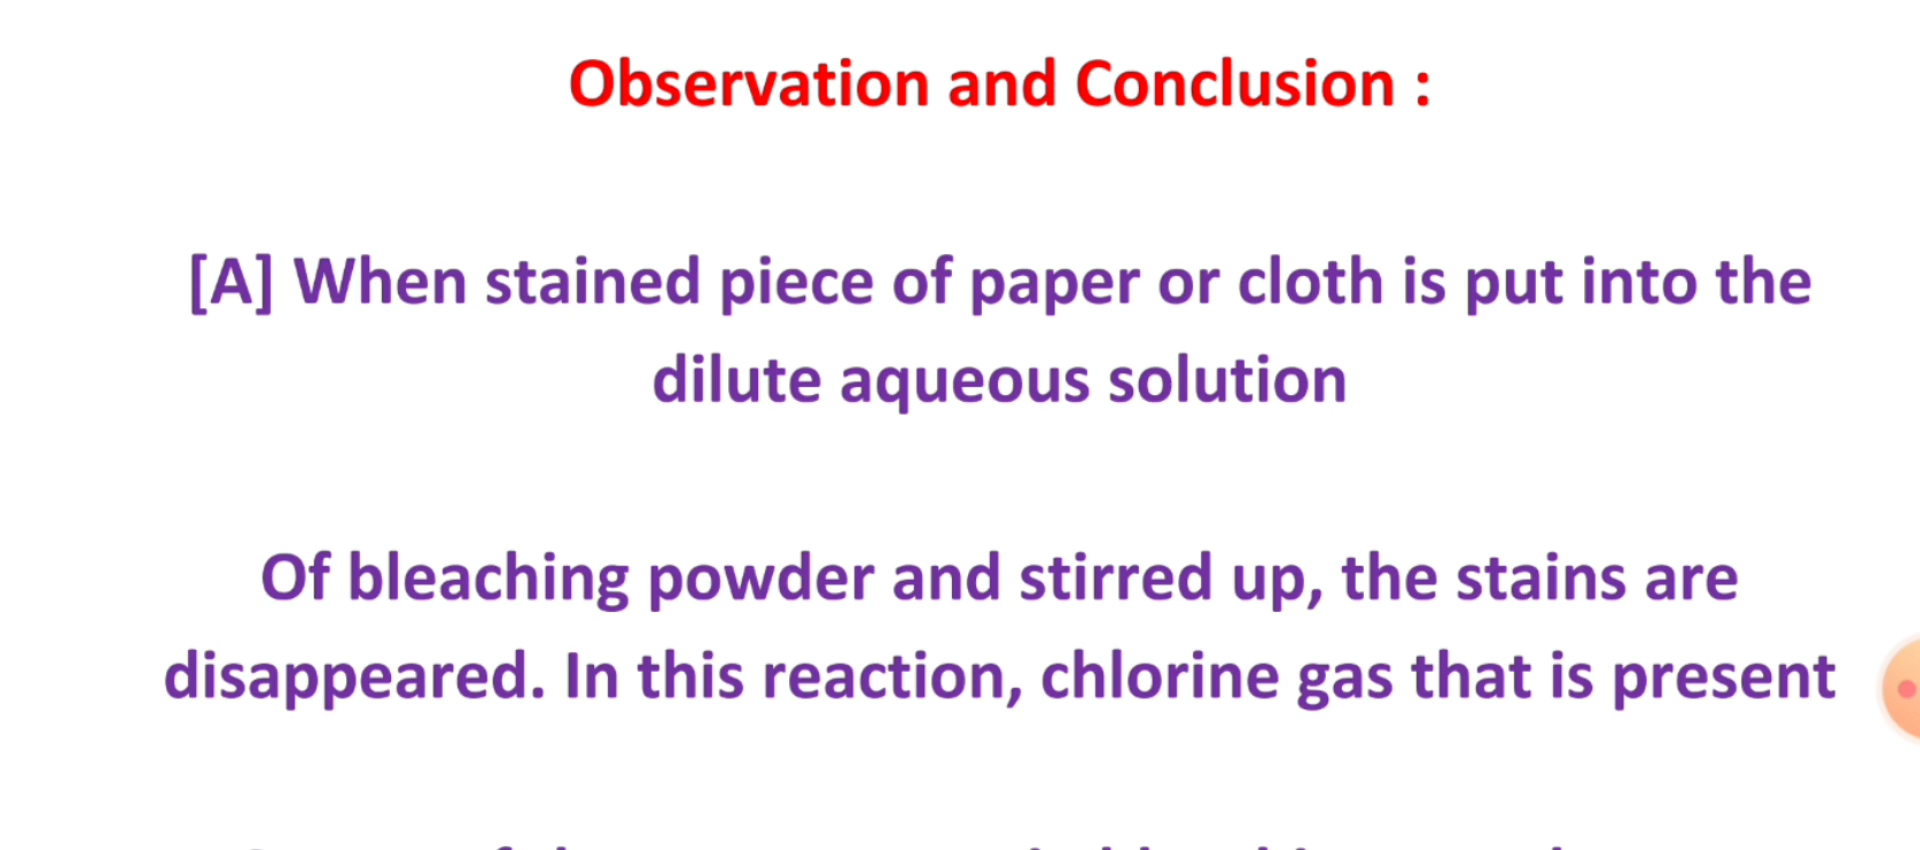 Observation and Conclusion :
[A] When stained piece of paper or cloth is put into the
dilute aqueous solution
Of bleaching powder and stirred up, the stains are
disappeared. In this reaction, chlorine gas that is present